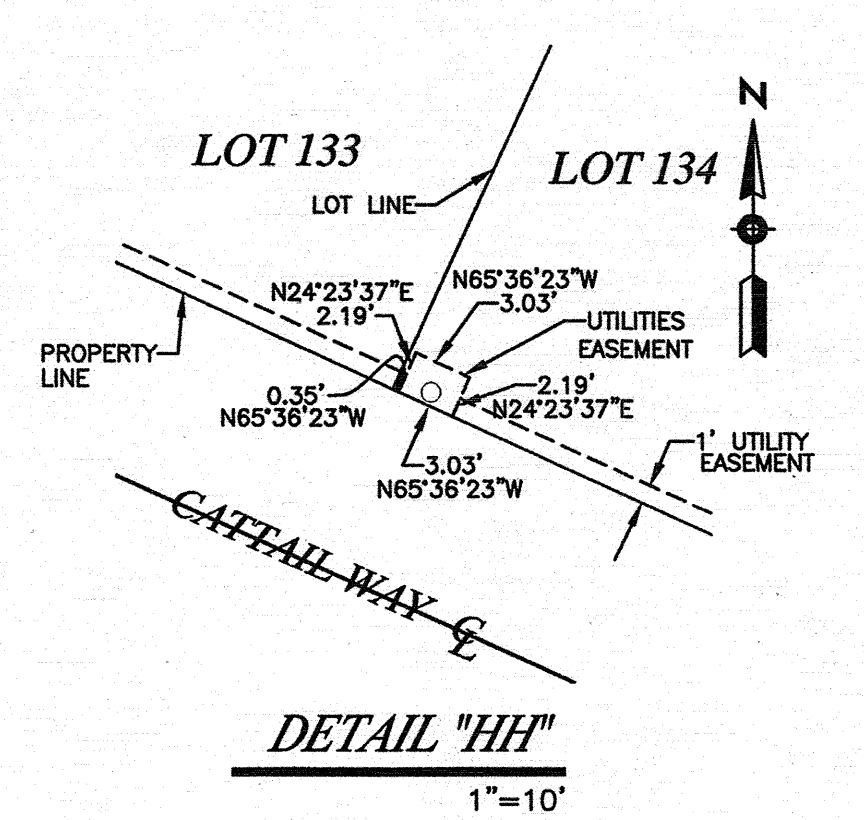 N
LOT 133
LOT 134
LOT LINE
N65°36'23"W
3.03'
N24°23'37"E
2.19'
UTILITIES
EASEMENT
PROPERTY
LINE
0.35'
N65°36'23"W
2.19'
N24°23'37"E
3.03'
N65°36'23"W
1' UTILITY
EASEMENT
CATTAIL WAY ℄
DETAIL "HH"
1"=10'